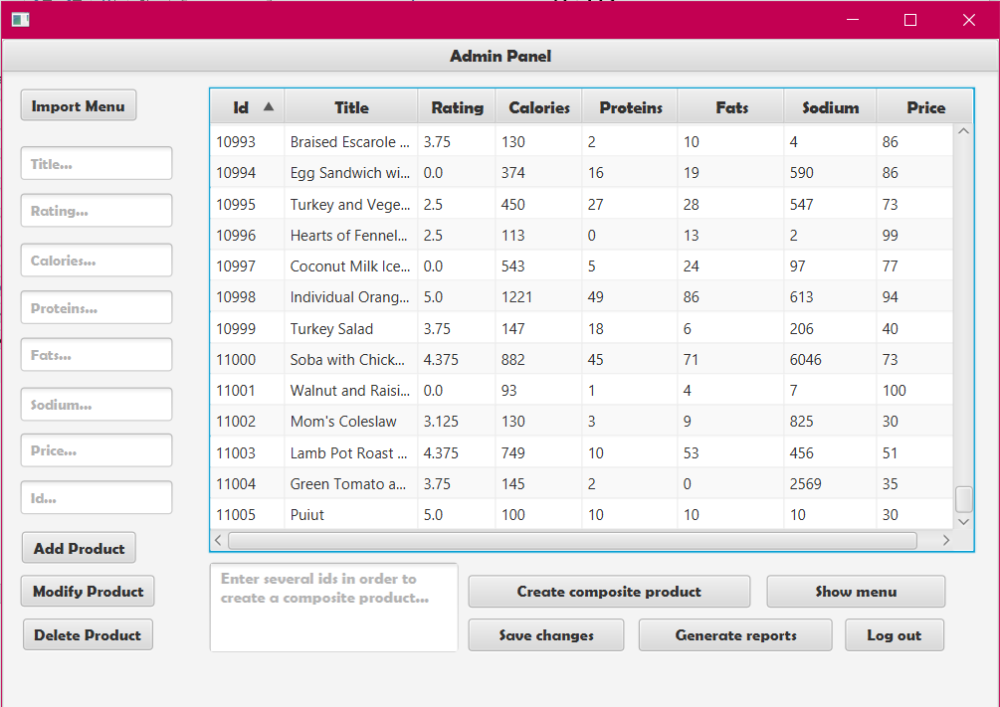 Admin Panel
Import Menu
Title...
Rating...
Calories...
Proteins...
Fats...
Sodium...
Price...
Id...
Add Product
Modify Product
Delete Product
Id Title Rating Calories Proteins Fats Sodium Price
10993 Braised Escarole ... 3.75 130 2 10 4 86
10994 Egg Sandwich wi... 0.0 374 16 19 590 86
10995 Turkey and Vege... 2.5 450 27 28 547 73
10996 Hearts of Fennel... 2.5 113 0 13 2 99
10997 Coconut Milk Ice... 0.0 543 5 24 97 77
10998 Individual Orang... 5.0 1221 49 86 613 94
10999 Turkey Salad 3.75 147 18 6 206 40
11000 Soba with Chick... 4.375 882 45 71 6046 73
11001 Walnut and Raisi... 0.0 93 1 4 7 100
11002 Mom's Coleslaw 3.125 130 3 9 825 30
11003 Lamb Pot Roast ... 4.375 749 10 53 456 51
11004 Green Tomato a... 3.75 145 2 0 2569 35
11005 Puiut 5.0 100 10 10 10 30
Enter several ids in order to
create a composite product...
Create composite product
Show menu
Save changes
Generate reports
Log out